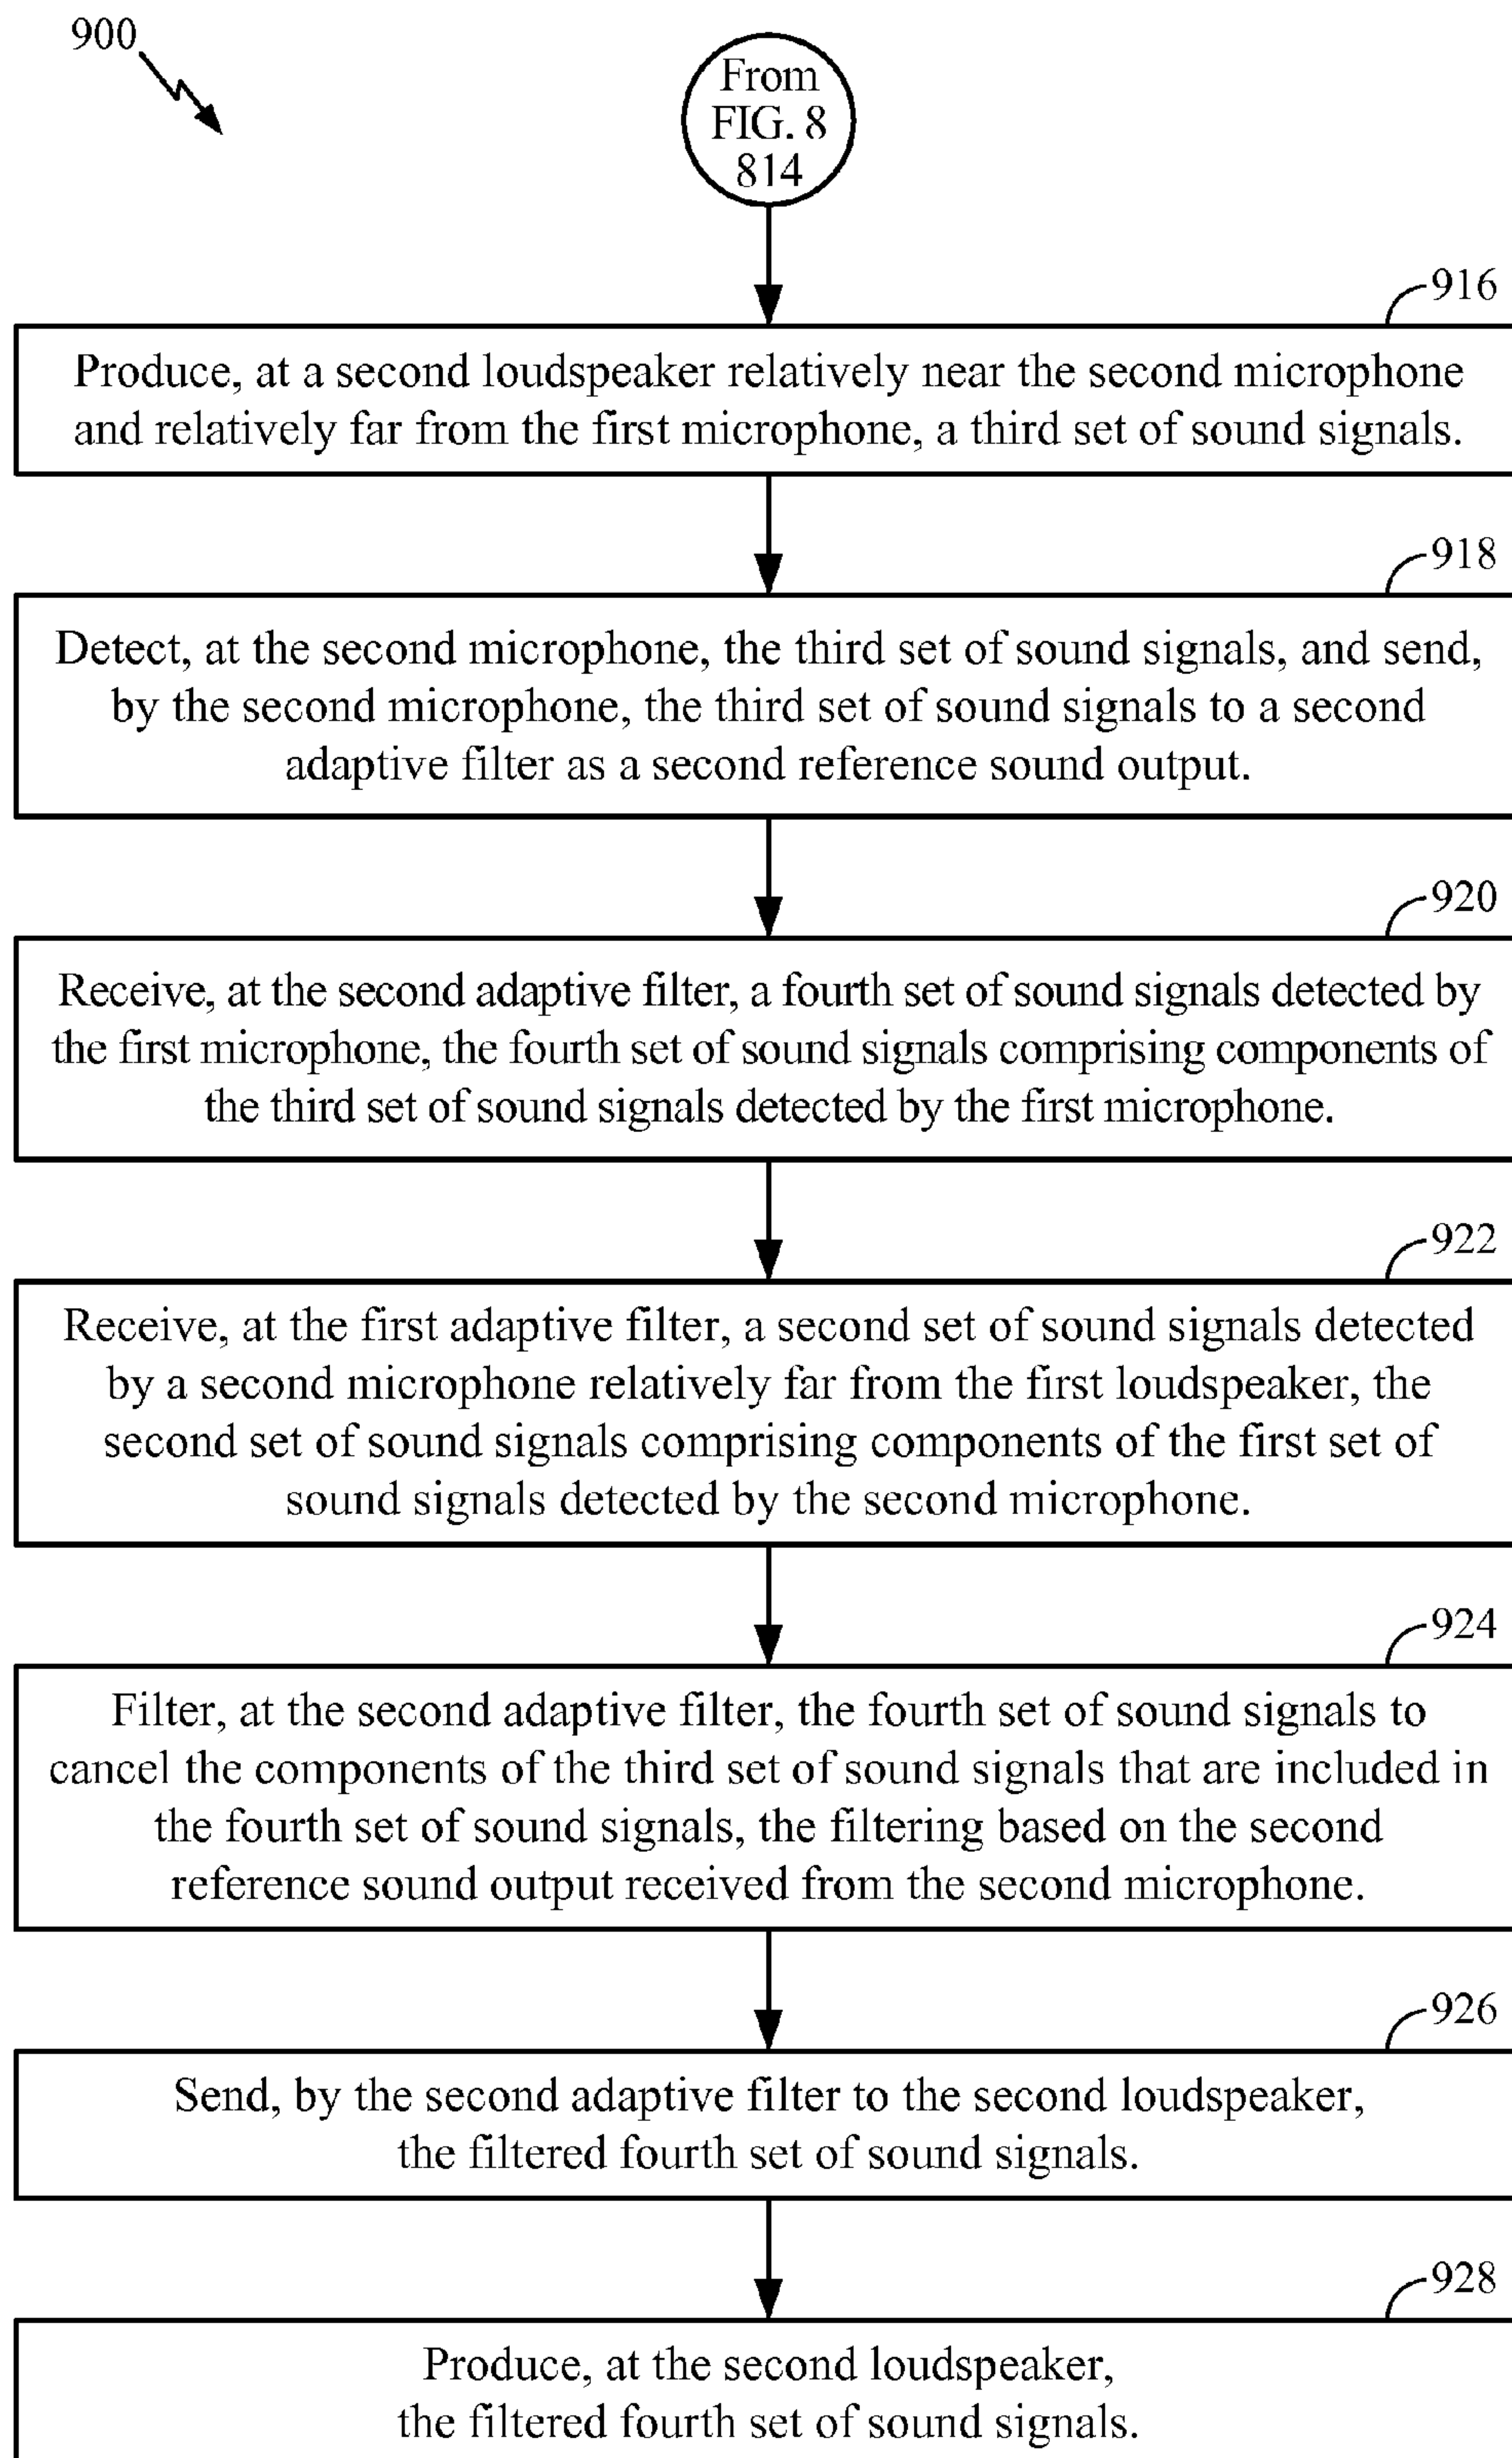 900
From
FIG. 8
814
916
Produce, at a second loudspeaker relatively near the second microphone
and relatively far from the first microphone, a third set of sound signals.
918
Detect, at the second microphone, the third set of sound signals, and send,
by the second microphone, the third set of sound signals to a second
adaptive filter as a second reference sound output.
920
Receive, at the second adaptive filter, a fourth set of sound signals detected by
the first microphone, the fourth set of sound signals comprising components of
the third set of sound signals detected by the first microphone.
922
Receive, at the first adaptive filter, a second set of sound signals detected
by a second microphone relatively far from the first loudspeaker, the
second set of sound signals comprising components of the first set of
sound signals detected by the second microphone.
924
Filter, at the second adaptive filter, the fourth set of sound signals to
cancel the components of the third set of sound signals that are included in
the fourth set of sound signals, the filtering based on the second
reference sound output received from the second microphone.
926
Send, by the second adaptive filter to the second loudspeaker,
the filtered fourth set of sound signals.
928
Produce, at the second loudspeaker,
the filtered fourth set of sound signals.